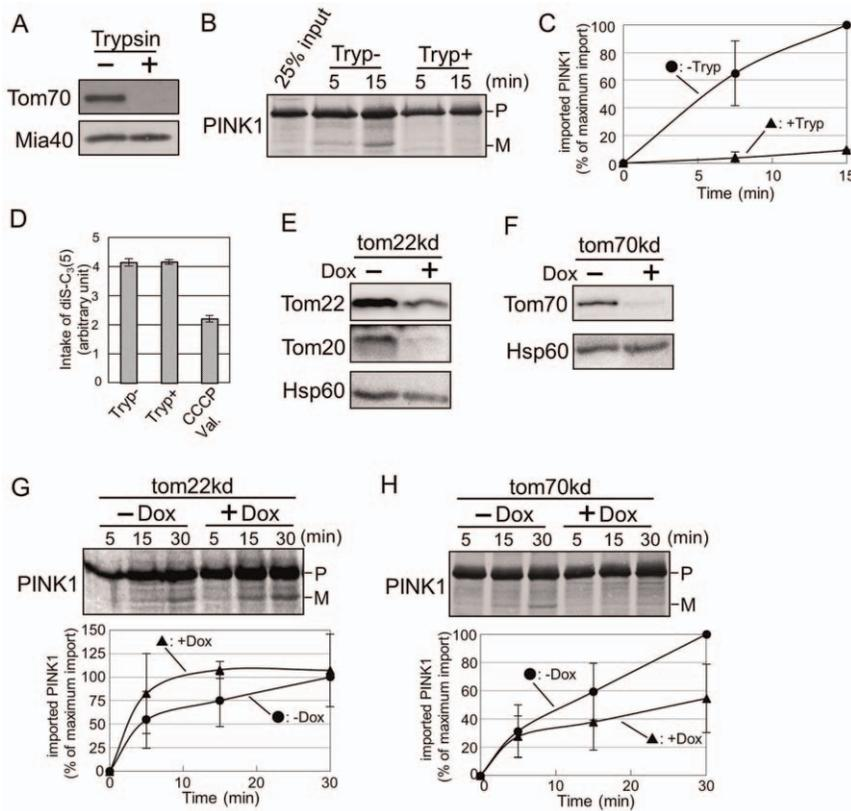 A
Trypsin
− +
Tom70
Mia40
B
25% input
Tryp- Tryp+
5 15 5 15 (min)
PINK1
P
M
C
imported PINK1
(% of maximum import)
100
80
60
40
20
0
●: -Tryp
▲: +Tryp
0 5 10 15
Time (min)
D
Intake of diS-C₃(5)
(arbitrary unit)
5
4
3
2
1
0
Tryp-
Tryp+
CCCP
Val.
E
tom22kd
Dox − +
Tom22
Tom20
Hsp60
F
tom70kd
Dox − +
Tom70
Hsp60
G
tom22kd
− Dox + Dox
5 15 30 5 15 30 (min)
PINK1
P
M
imported PINK1
(% of maximum import)
150
125
100
75
50
25
0
▲: +Dox
●: -Dox
0 10 20 30
Time (min)
H
tom70kd
− Dox + Dox
5 15 30 5 15 30 (min)
PINK1
P
M
imported PINK1
(% of maximum import)
100
80
60
40
20
0
●: -Dox
▲: +Dox
0 10 20 30
Time (min)